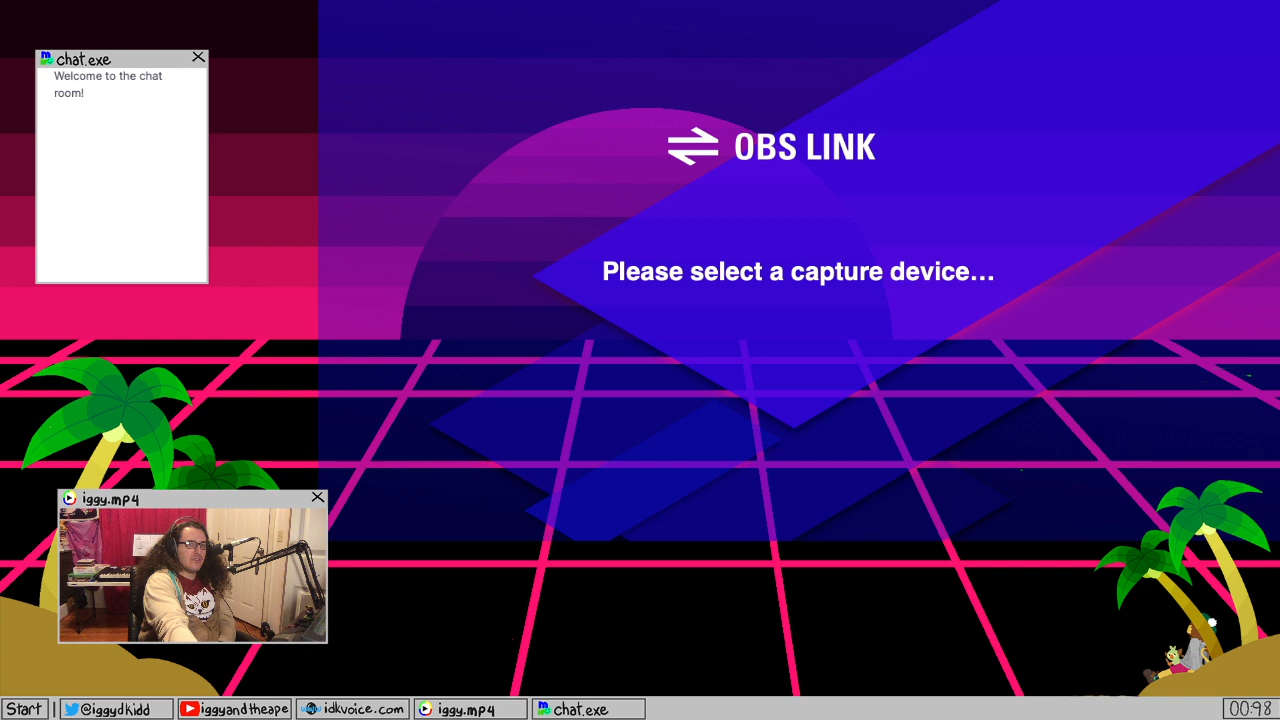 chat.exe
Welcome to the chat
room!
OBS LINK
Please select a capture device...
iggy.mp4
Start | @iggydkidd iggyandtheape www idkvoice.com iggy.mp4 chat.exe 00:98